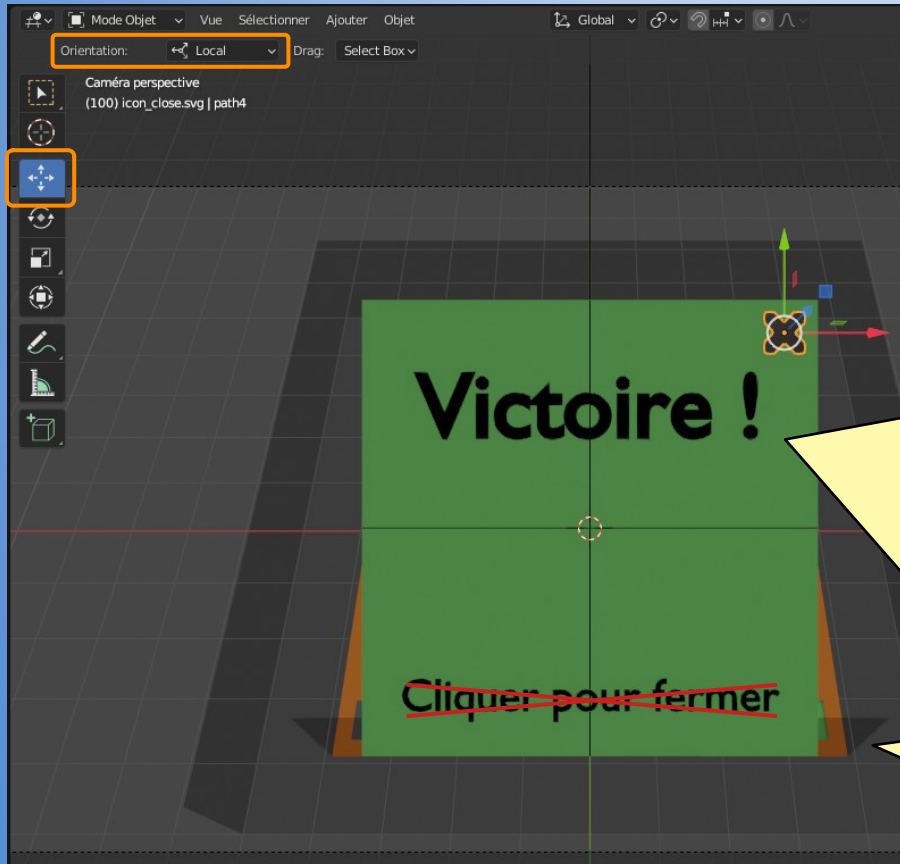 Mode Objet Vue Sélectionner Ajouter Objet Global
Orientation: Local Drag: Select Box
Caméra perspective
(100) icon_close.svg | path4
Victoire !
Cliquer pour fermer